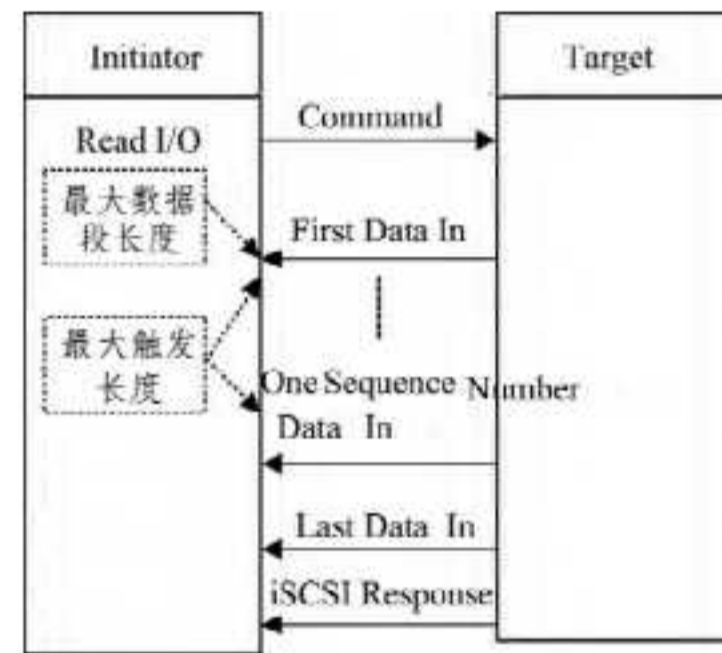 Initiator
Target
Command
Read I/O
最大数据
段长度
First Data In
最大触发
长度
One Sequence Number
Data In
Last Data In
iSCSI Response